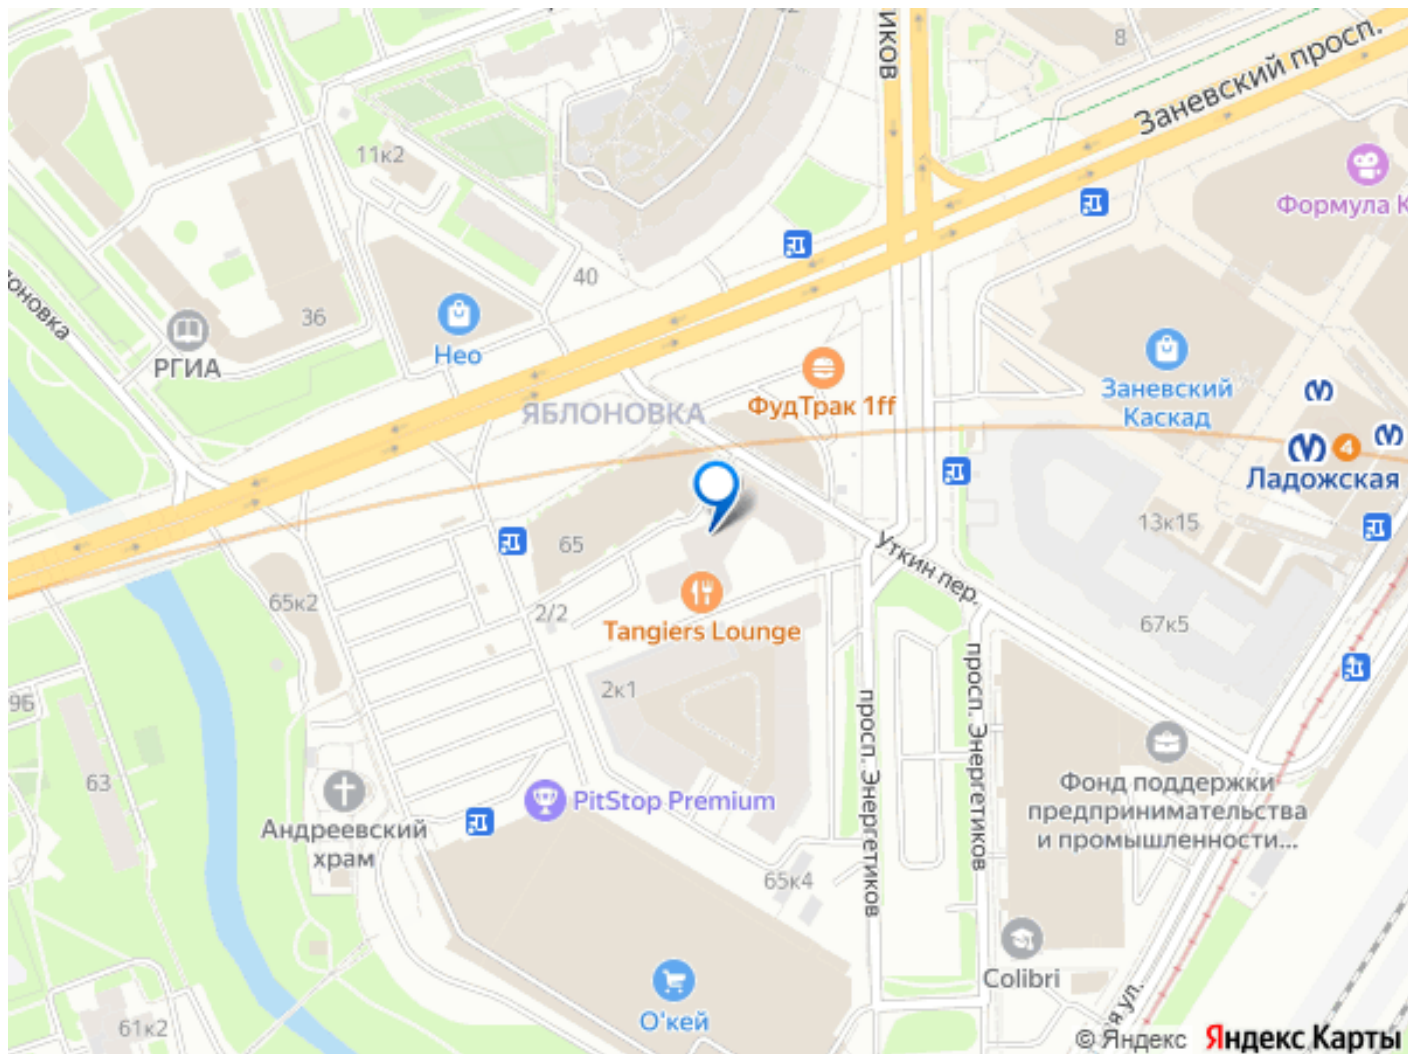 8
Заневский просп.
11к2
Формула К
40
36
РГИА
Нео
ЯБЛОНОВКА
ФудТрак 1ff
Заневский
Каскад
4
Ладожская
13к15
65
Уткин пер.
65к2
2/2
Tangiers Lounge
67к5
2к1
9Б
63
просп. Энергетиков
просп. Энергетиков
PitStop Premium
Андреевский
храм
Фонд поддержки
предпринимательства
и промышленности...
65к4
Colibri
О'кей
61к2
© Яндекс Яндекс Карты